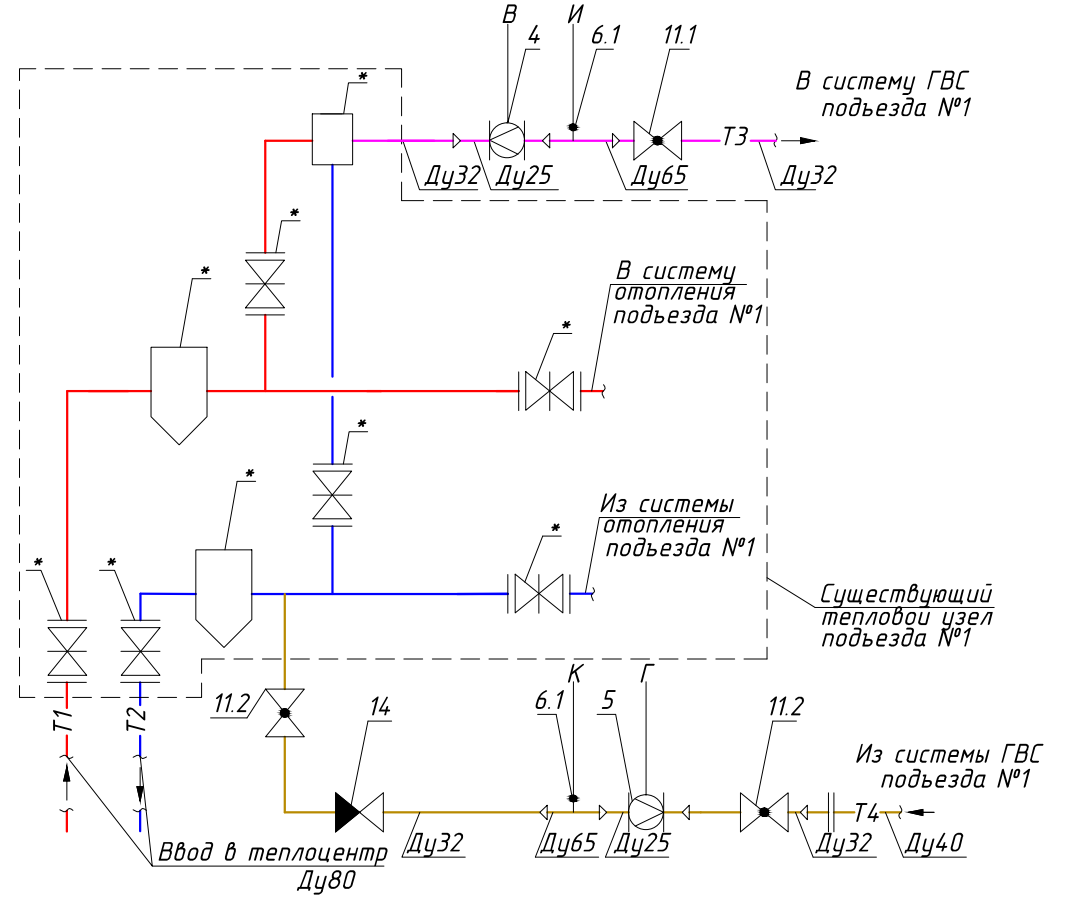 В
И
4
6.1
11.1
В систему ГВС
подъезда №1
*
Т3
Ду32
Ду25
Ду65
Ду32
*
*
В систему
отопления
подъезда №1
*
*
*
Из системы
отопления
подъезда №1
*
*
*
Существующий
тепловой узел
подъезда №1
К
Г
Т1
Т2
11.2
14
6.1
5
11.2
Из системы ГВС
подъезда №1
Т4
Ду32
Ду65
Ду25
Ду32
Ду40
Ввод в теплоцентр
Ду80